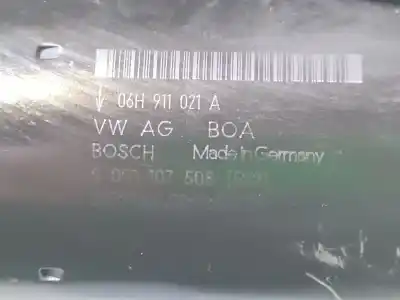 06H 911 021 A
VW AG BOA
BOSCH Made in Germany
107 508